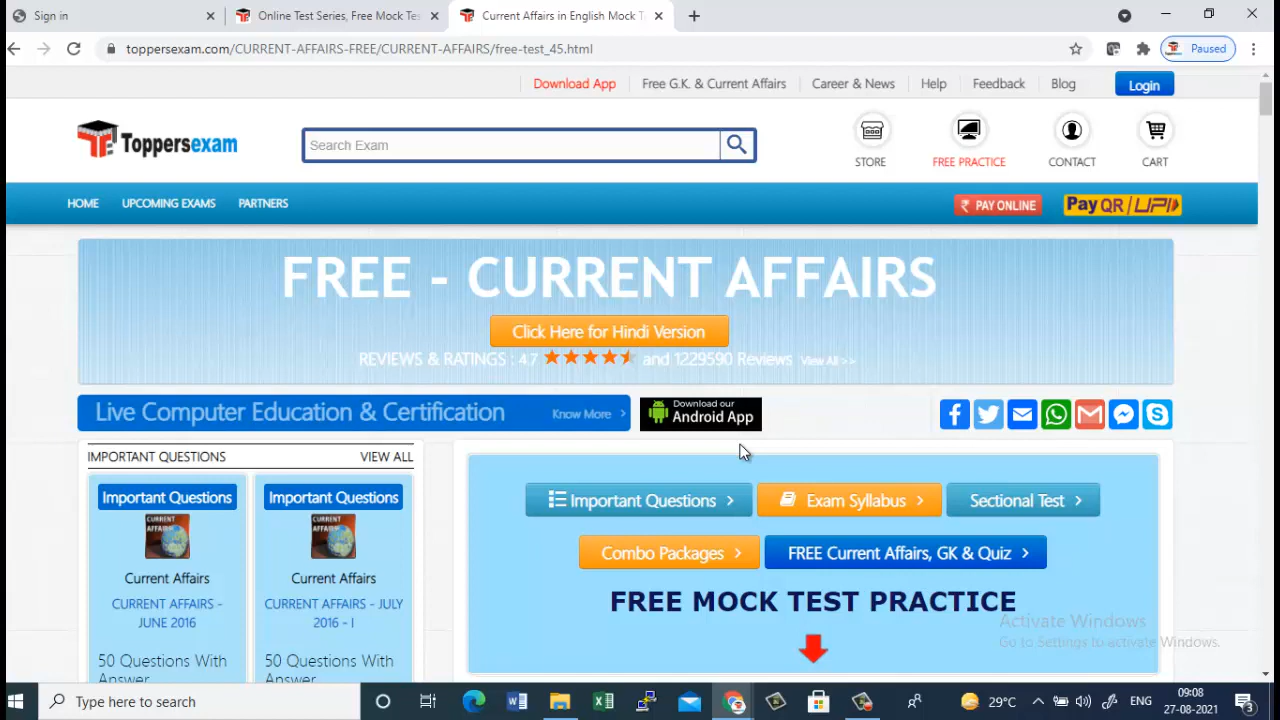 Sign in
Online Test Series, Free Mock Tes
Current Affairs in English Mock T
toppersexam.com/CURRENT-AFFAIRS-FREE/CURRENT-AFFAIRS/free-test_45.html
Paused
Download App
Free G.K. & Current Affairs
Career & News
Help
Feedback
Blog
Login
Toppersexam
Search Exam
STORE
FREE PRACTICE
CONTACT
CART
HOME
UPCOMING EXAMS
PARTNERS
₹ PAY ONLINE
Pay QR / UPI
FREE - CURRENT AFFAIRS
Click Here for Hindi Version
REVIEWS & RATINGS : 4.7 and 1229590 Reviews View All >>
Live Computer Education & Certification
Know More
Download our
Android App
IMPORTANT QUESTIONS
VIEW ALL
Important Questions
CURRENT AFFAIRS
Current Affairs
CURRENT AFFAIRS -
JUNE 2016
50 Questions With
Answer
Important Questions
CURRENT AFFAIRS
Current Affairs
CURRENT AFFAIRS - JULY
2016 - I
50 Questions With
Answer
Important Questions
Exam Syllabus
Sectional Test
Combo Packages
FREE Current Affairs, GK & Quiz
FREE MOCK TEST PRACTICE
Activate Windows
Go to Settings to activate Windows.
Type here to search
29°C
ENG
09:08
27-08-2021
3